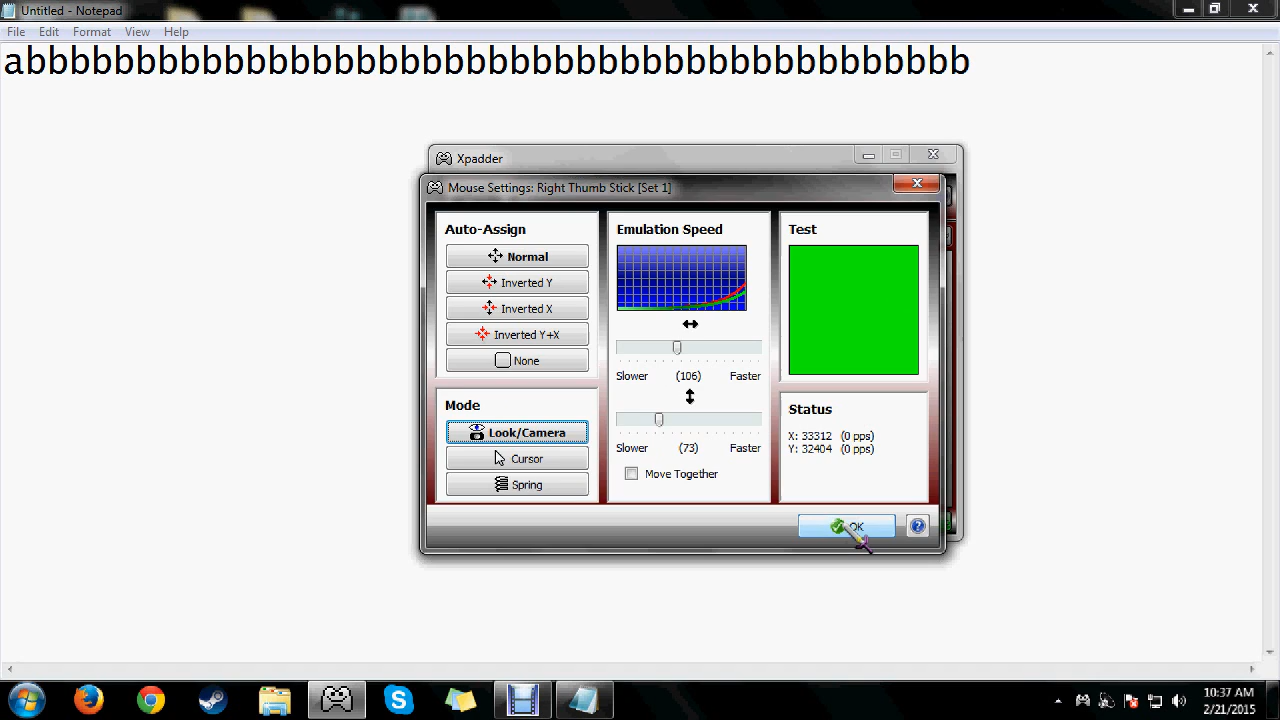 Untitled - Notepad
File Edit Format View Help
abbbbbbbbbbbbbbbbbbbbbbbbbbbbbbbbbbbbbbbbbbb
Xpadder
Mouse Settings: Right Thumb Stick [Set 1]
Auto-Assign
Normal
Inverted Y
Inverted X
Inverted Y+X
None
Mode
Look/Camera
Cursor
Spring
Emulation Speed
Slower (106) Faster
Slower (73) Faster
Move Together
Test
Status
X: 33312 (0 pps)
Y: 32404 (0 pps)
OK
10:37 AM
2/21/2015